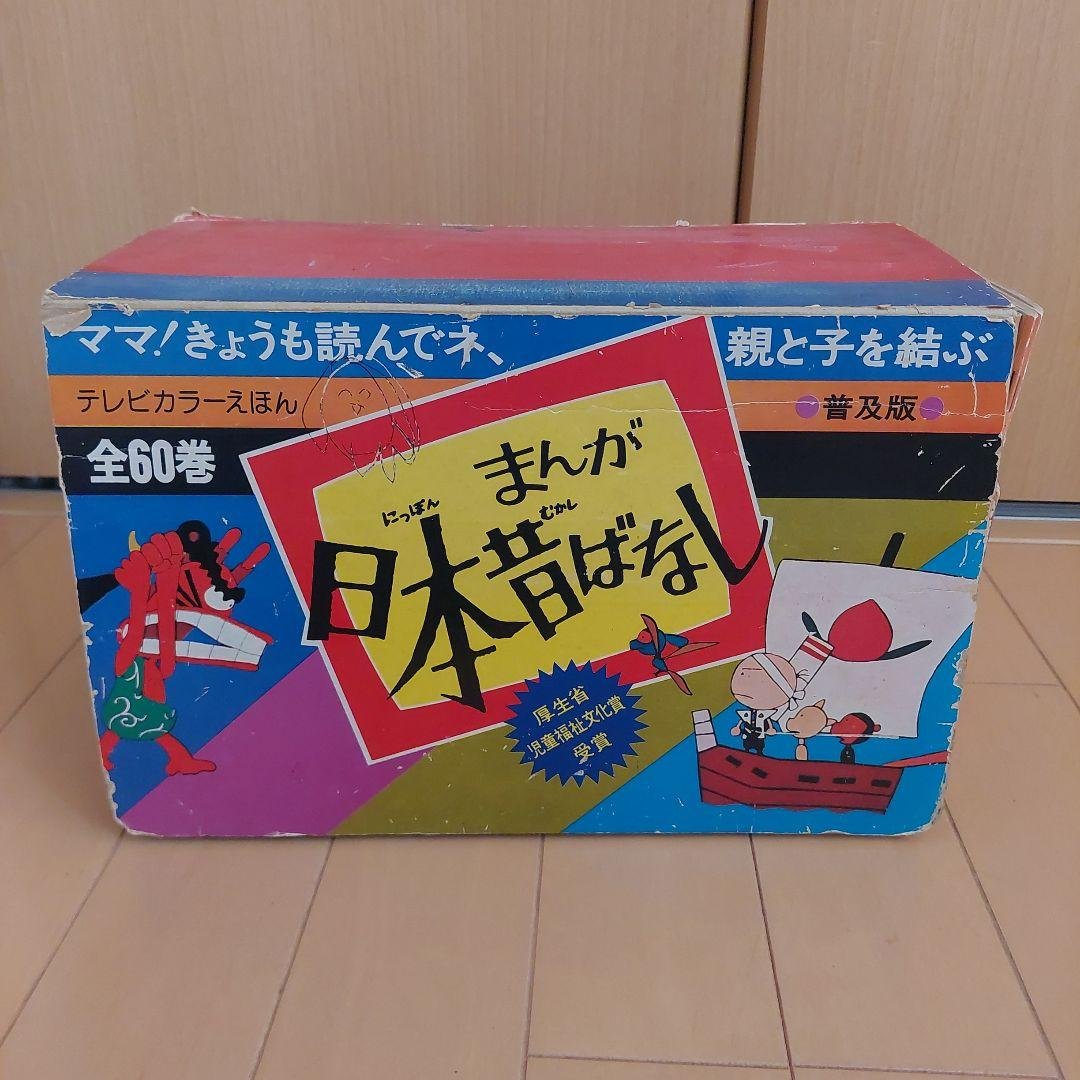 ママ!きょうも読んでネ、
親と子を結ぶ
テレビカラーえほん
●普及版●
全60巻
まんが
にっぽん むかし
日本昔ばなし
厚生省
児童福祉文化賞
受賞